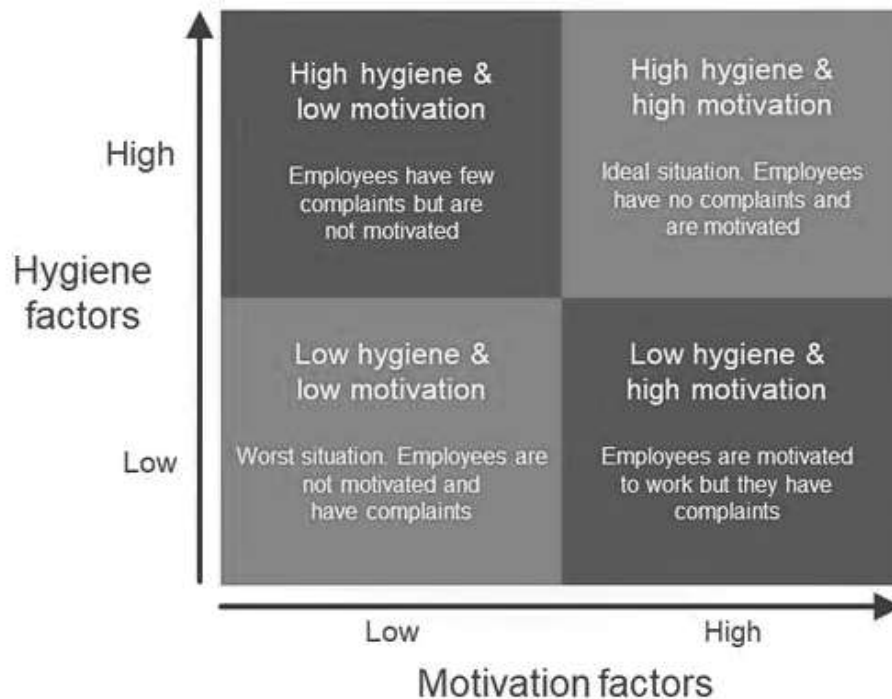 High hygiene &
low motivation
Employees have few
complaints but are
not motivated
High hygiene &
high motivation
Ideal situation. Employees
have no complaints and
are motivated
High
Hygiene
factors
Low hygiene &
low motivation
Worst situation. Employees are
not motivated and
have complaints
Low hygiene &
high motivation
Employees are motivated
to work but they have
complaints
Low
Low
High
Motivation factors